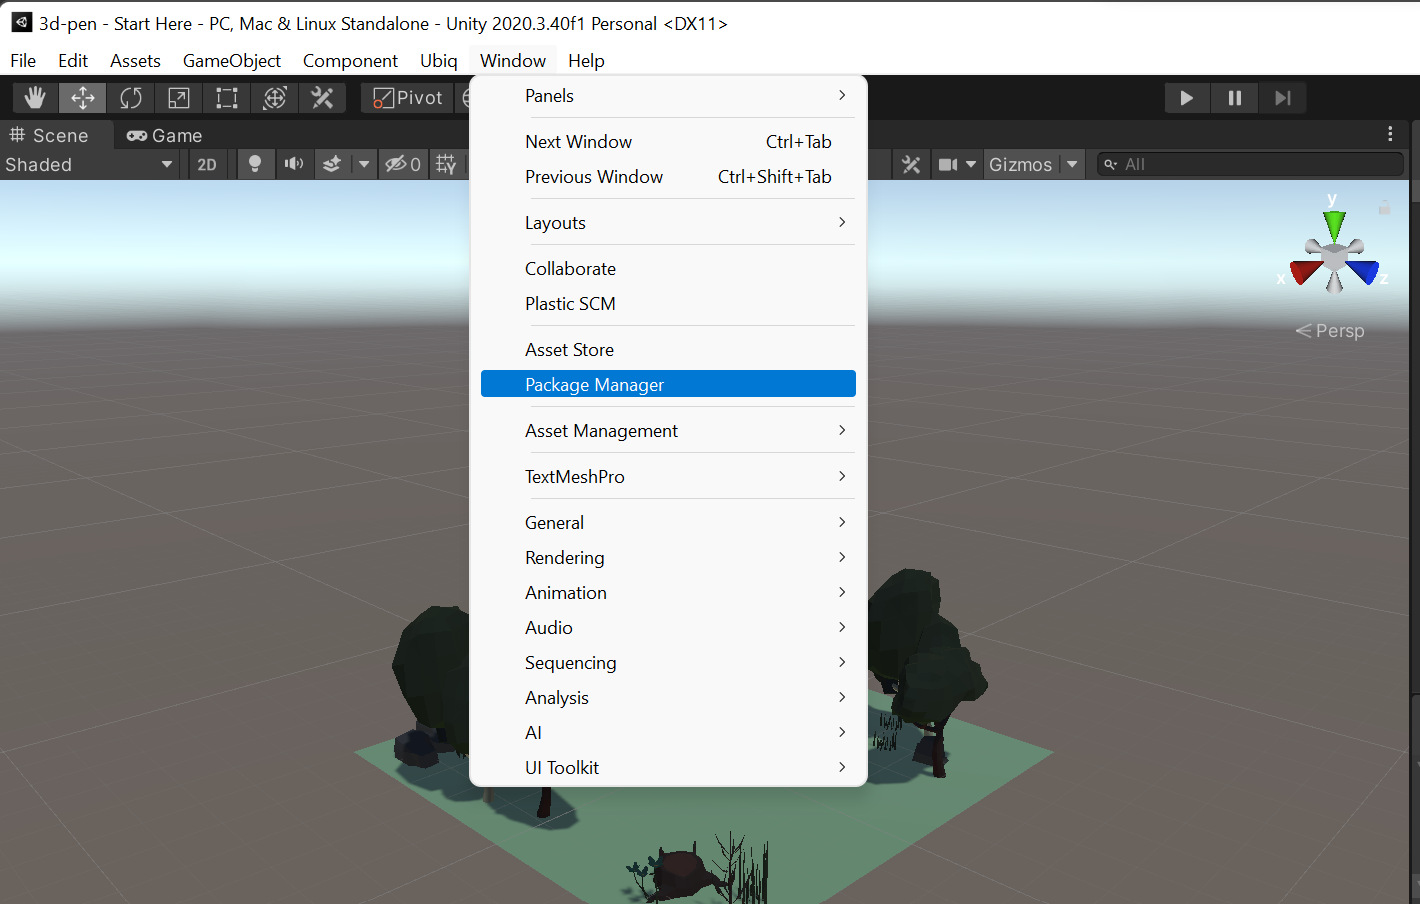 3d-pen - Start Here - PC, Mac & Linux Standalone - Unity 2020.3.40f1 Personal <DX11>
File Edit Assets GameObject Component Ubiq Window Help
Pivot
Scene Game
Shaded 2D 0 Gizmos All
Panels
Next Window Ctrl+Tab
Previous Window Ctrl+Shift+Tab
Layouts
Collaborate
Plastic SCM
Asset Store
Package Manager
Asset Management
TextMeshPro
General
Rendering
Animation
Audio
Sequencing
Analysis
AI
UI Toolkit
y
x z
Persp